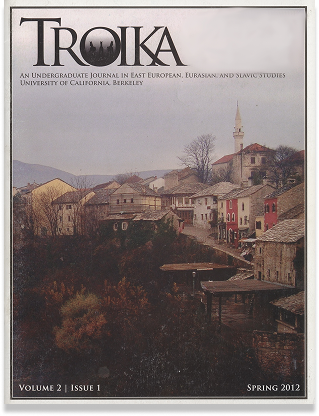 TROIKA
AN UNDERGRADUATE JOURNAL IN EAST EUROPEAN, EURASIAN, AND SLAVIC STUDIES
UNIVERSITY OF CALIFORNIA, BERKELEY
VOLUME 2 | ISSUE 1
SPRING 2012